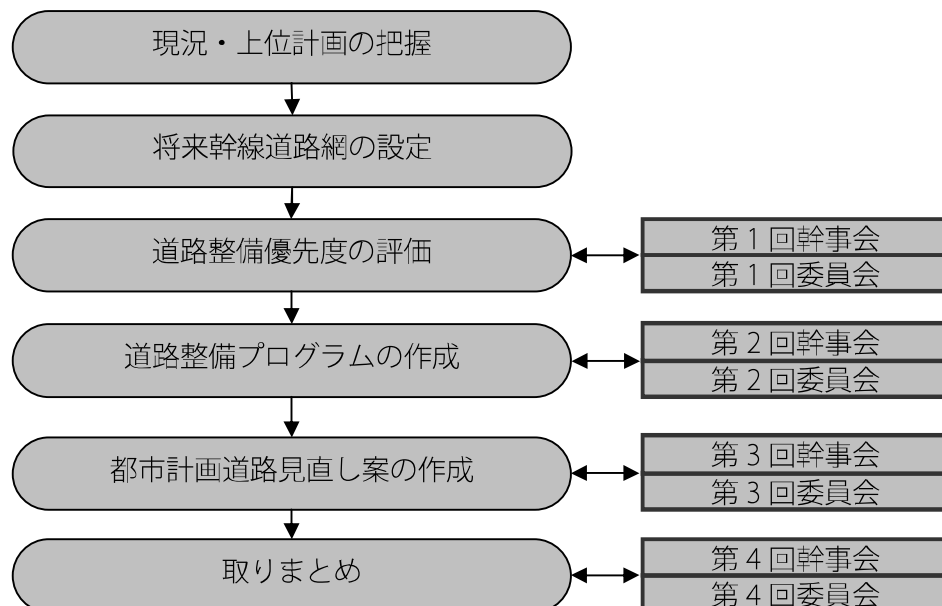 現況・上位計画の把握
将来幹線道路網の設定
道路整備優先度の評価
第1回幹事会
第1回委員会
道路整備プログラムの作成
第2回幹事会
第2回委員会
都市計画道路見直し案の作成
第3回幹事会
第3回委員会
取りまとめ
第4回幹事会
第4回委員会